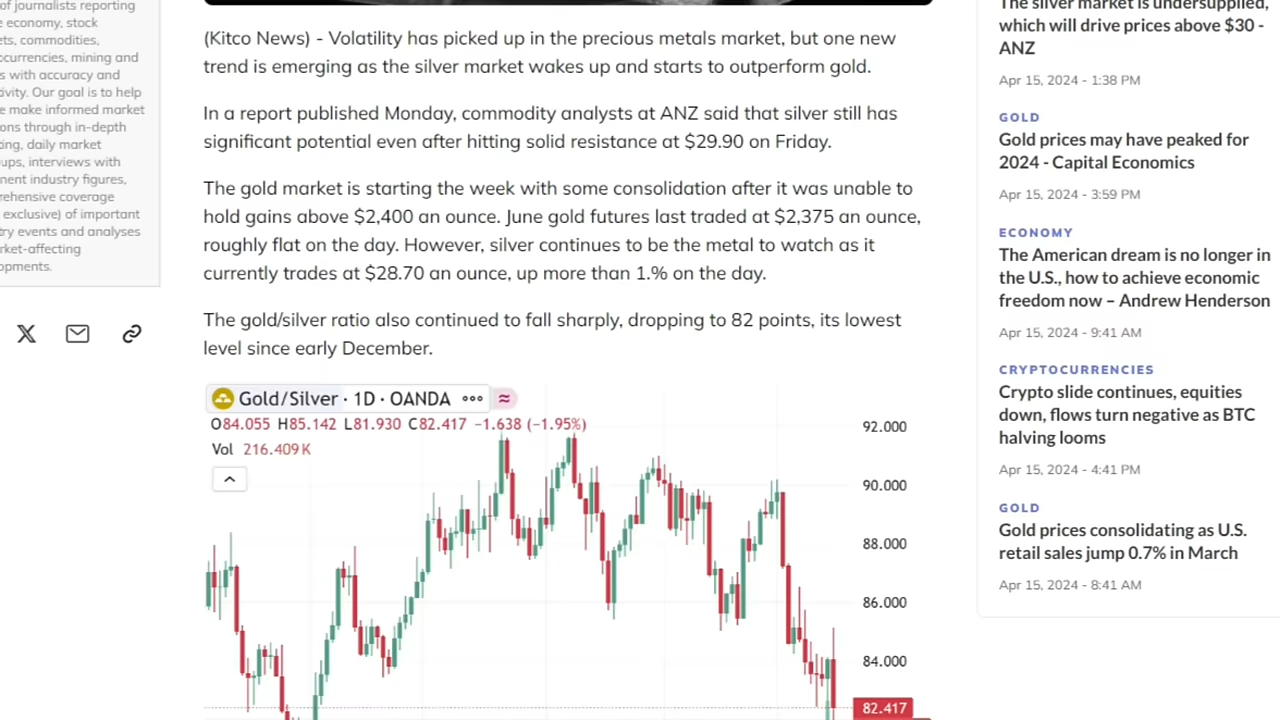 of journalists reporting
economy, stock
commodities,
mining and
with accuracy and
Our goal is to help
make informed market
through in-depth
daily market
interviews with
industry figures,
coverage
exclusive) of important
events and analyses
(Kitco News) - Volatility has picked up in the precious metals market, but one new
trend is emerging as the silver market wakes up and starts to outperform gold.
In a report published Monday, commodity analysts at ANZ said that silver still has
significant potential even after hitting solid resistance at $29.90 on Friday.
The gold market is starting the week with some consolidation after it was unable to
hold gains above $2,400 an ounce. June gold futures last traded at $2,375 an ounce,
roughly flat on the day. However, silver continues to be the metal to watch as it
currently trades at $28.70 an ounce, up more than 1.% on the day.
The gold/silver ratio also continued to fall sharply, dropping to 82 points, its lowest
level since early December.
Gold/Silver · 1D · OANDA
O84.055 H85.142 L81.930 C82.417 −1.638 (−1.95%)
Vol 216.409K
92.000
90.000
88.000
86.000
84.000
82.417
The silver market is undersupplied,
which will drive prices above $30 -
ANZ
Apr 15, 2024 - 1:38 PM
GOLD
Gold prices may have peaked for
2024 - Capital Economics
Apr 15, 2024 - 3:59 PM
ECONOMY
The American dream is no longer in
the U.S., how to achieve economic
freedom now – Andrew Henderson
Apr 15, 2024 - 9:41 AM
CRYPTOCURRENCIES
Crypto slide continues, equities
down, flows turn negative as BTC
halving looms
Apr 15, 2024 - 4:41 PM
GOLD
Gold prices consolidating as U.S.
retail sales jump 0.7% in March
Apr 15, 2024 - 8:41 AM